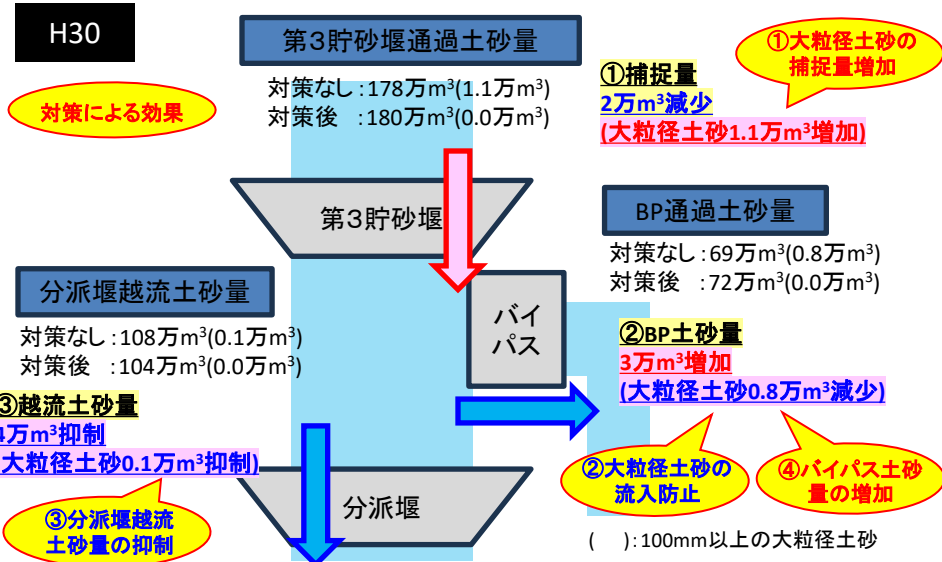 H30
対策による効果
第3貯砂堰通過土砂量
対策なし:178万m³(1.1万m³)
対策後 :180万m³(0.0万m³)
①捕捉量
2万m³減少
(大粒径土砂1.1万m³増加)
①大粒径土砂の
捕捉量増加
第3貯砂堰
BP通過土砂量
対策なし:69万m³(0.8万m³)
対策後 :72万m³(0.0万m³)
分派堰越流土砂量
対策なし:108万m³(0.1万m³)
対策後 :104万m³(0.0万m³)
バイ
パス
②BP土砂量
3万m³増加
(大粒径土砂0.8万m³減少)
③越流土砂量
4万m³抑制
大粒径土砂0.1万m³抑制)
②大粒径土砂の
流入防止
④バイパス土砂
量の増加
③分派堰越流
土砂量の抑制
分派堰
( ):100mm以上の大粒径土砂